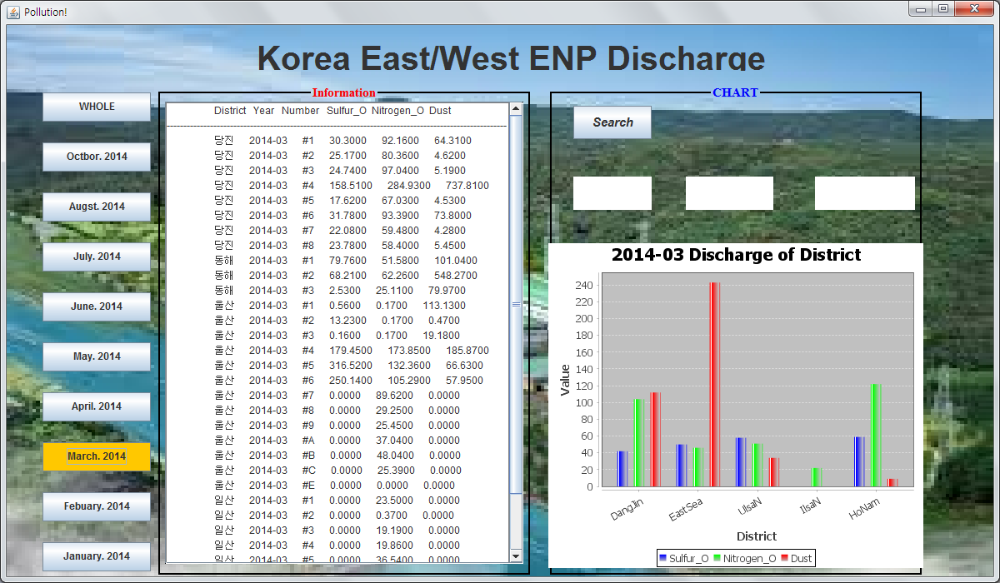 Pollution!
Korea East/West ENP Discharge
WHOLE
Octbor. 2014
Augst. 2014
July. 2014
June. 2014
May. 2014
April. 2014
March. 2014
Febuary. 2014
January. 2014
Information
District Year Number Sulfur_O Nitrogen_O Dust
당진 2014-03 #1 30.3000 92.1600 64.3100
당진 2014-03 #2 25.1700 80.3600 4.6200
당진 2014-03 #3 24.7400 97.0400 5.1900
당진 2014-03 #4 158.5100 284.9300 737.8100
당진 2014-03 #5 17.6200 67.0300 4.5300
당진 2014-03 #6 31.7800 93.3900 73.8000
당진 2014-03 #7 22.0800 59.4800 4.2800
당진 2014-03 #8 23.7800 58.4000 5.4500
동해 2014-03 #1 79.7600 51.5800 101.0400
동해 2014-03 #2 68.2100 62.2600 548.2700
동해 2014-03 #3 2.5300 25.1100 79.9700
울산 2014-03 #1 0.5600 0.1700 113.1300
울산 2014-03 #2 13.2300 0.1700 0.4700
울산 2014-03 #3 0.1600 0.1700 19.1800
울산 2014-03 #4 179.4500 173.8500 185.8700
울산 2014-03 #5 316.5200 132.3600 66.6300
울산 2014-03 #6 250.1400 105.2900 57.9500
울산 2014-03 #7 0.0000 89.6200 0.0000
울산 2014-03 #8 0.0000 29.2500 0.0000
울산 2014-03 #9 0.0000 25.4500 0.0000
울산 2014-03 #A 0.0000 37.0400 0.0000
울산 2014-03 #B 0.0000 48.0400 0.0000
울산 2014-03 #C 0.0000 25.3900 0.0000
울산 2014-03 #E 0.0000 0.0000 0.0000
일산 2014-03 #1 0.0000 23.5000 0.0000
일산 2014-03 #2 0.0000 0.3700 0.0000
일산 2014-03 #3 0.0000 19.1900 0.0000
일산 2014-03 #4 0.0000 19.8600 0.0000
일산 2014-03 #5 0.0000 36.5400 0.0000
CHART
Search
2014-03 Discharge of District
Value
240
220
200
180
160
140
120
100
80
60
40
20
0
DangJin EastSea UlsaN IlsaN HoNam
District
Sulfur_O Nitrogen_O Dust